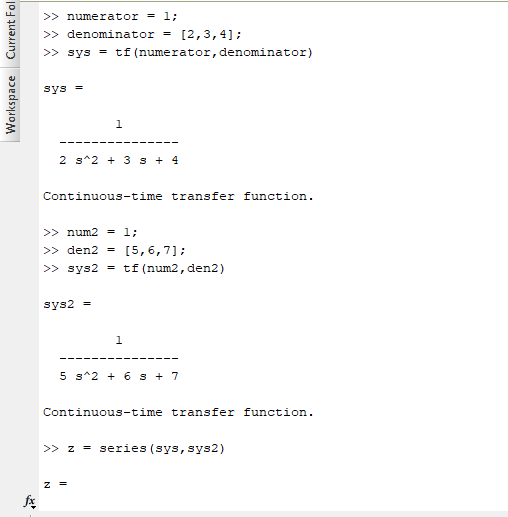 Current Fol
Workspace
>> numerator = 1;
>> denominator = [2,3,4];
>> sys = tf(numerator,denominator)
sys =
1
---------------
2 s^2 + 3 s + 4
Continuous-time transfer function.
>> num2 = 1;
>> den2 = [5,6,7];
>> sys2 = tf(num2,den2)
sys2 =
1
---------------
5 s^2 + 6 s + 7
Continuous-time transfer function.
>> z = series(sys,sys2)
z =
fx